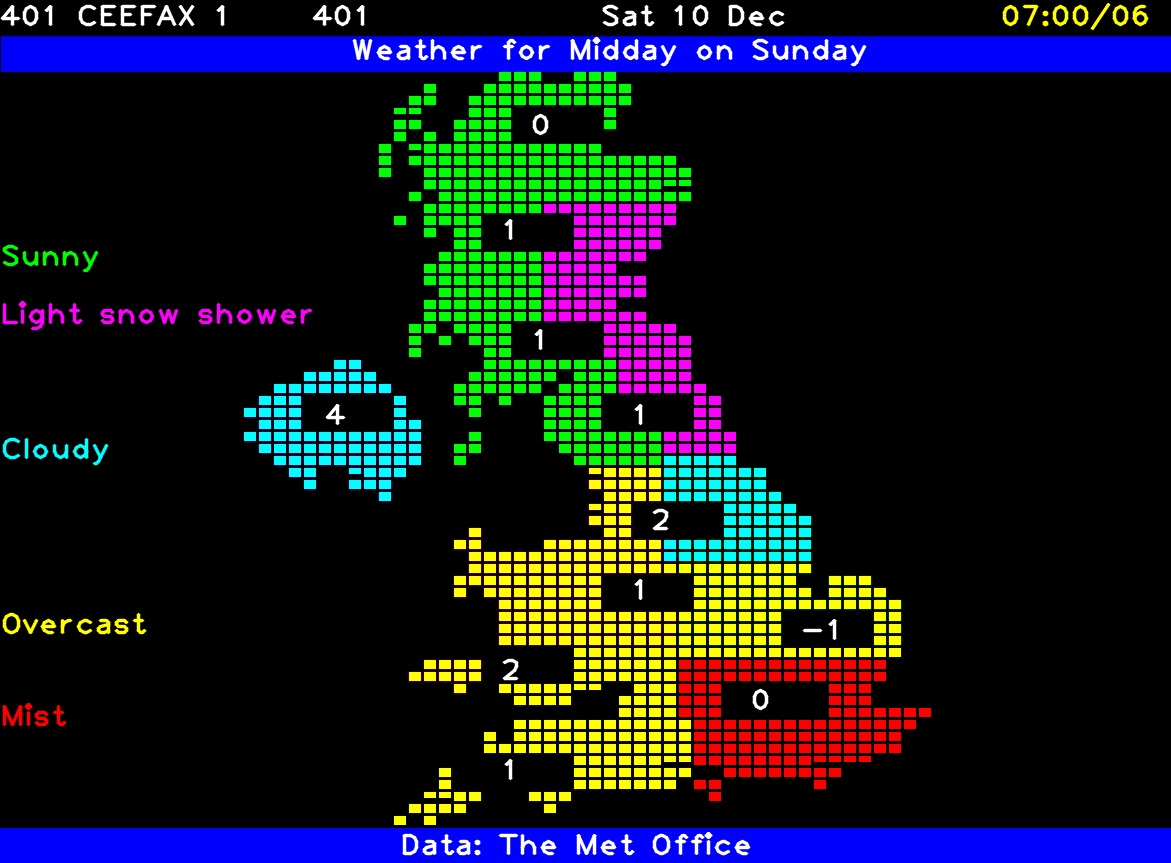 401 CEEFAX 1 401 Sat 10 Dec 07:00/06
Weather for Midday on Sunday
0
1
Sunny
Light snow shower
1
4 1
Cloudy
2
1
Overcast -1
2
0
Mist
1
Data: The Met Office